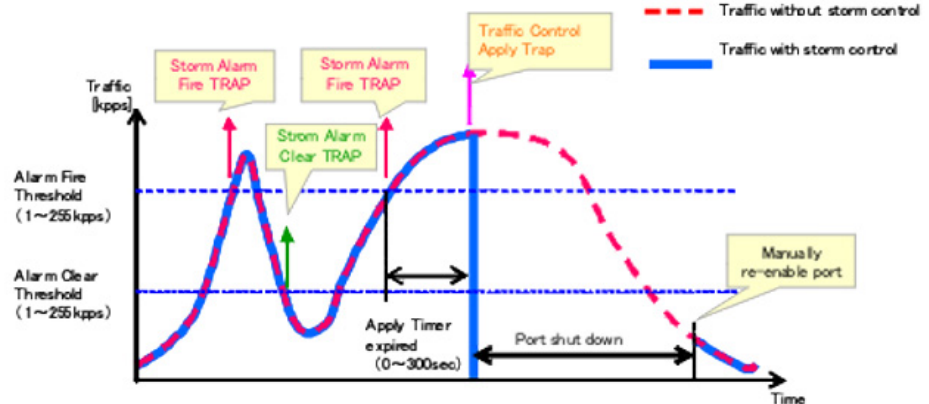 Traffic without storm control
Traffic with storm control
Traffic Control
Apply Trap
Storm Alarm
Fire TRAP
Storm Alarm
Fire TRAP
Strom Alarm
Clear TRAP
Traffic
[kpps]
Alarm Fire
Threshold
(1～255kpps)
Alarm Clear
Threshold
(1～255kpps)
Manually
re-enable port
Apply Timer
expired
(0～300sec)
Port shut down
Time